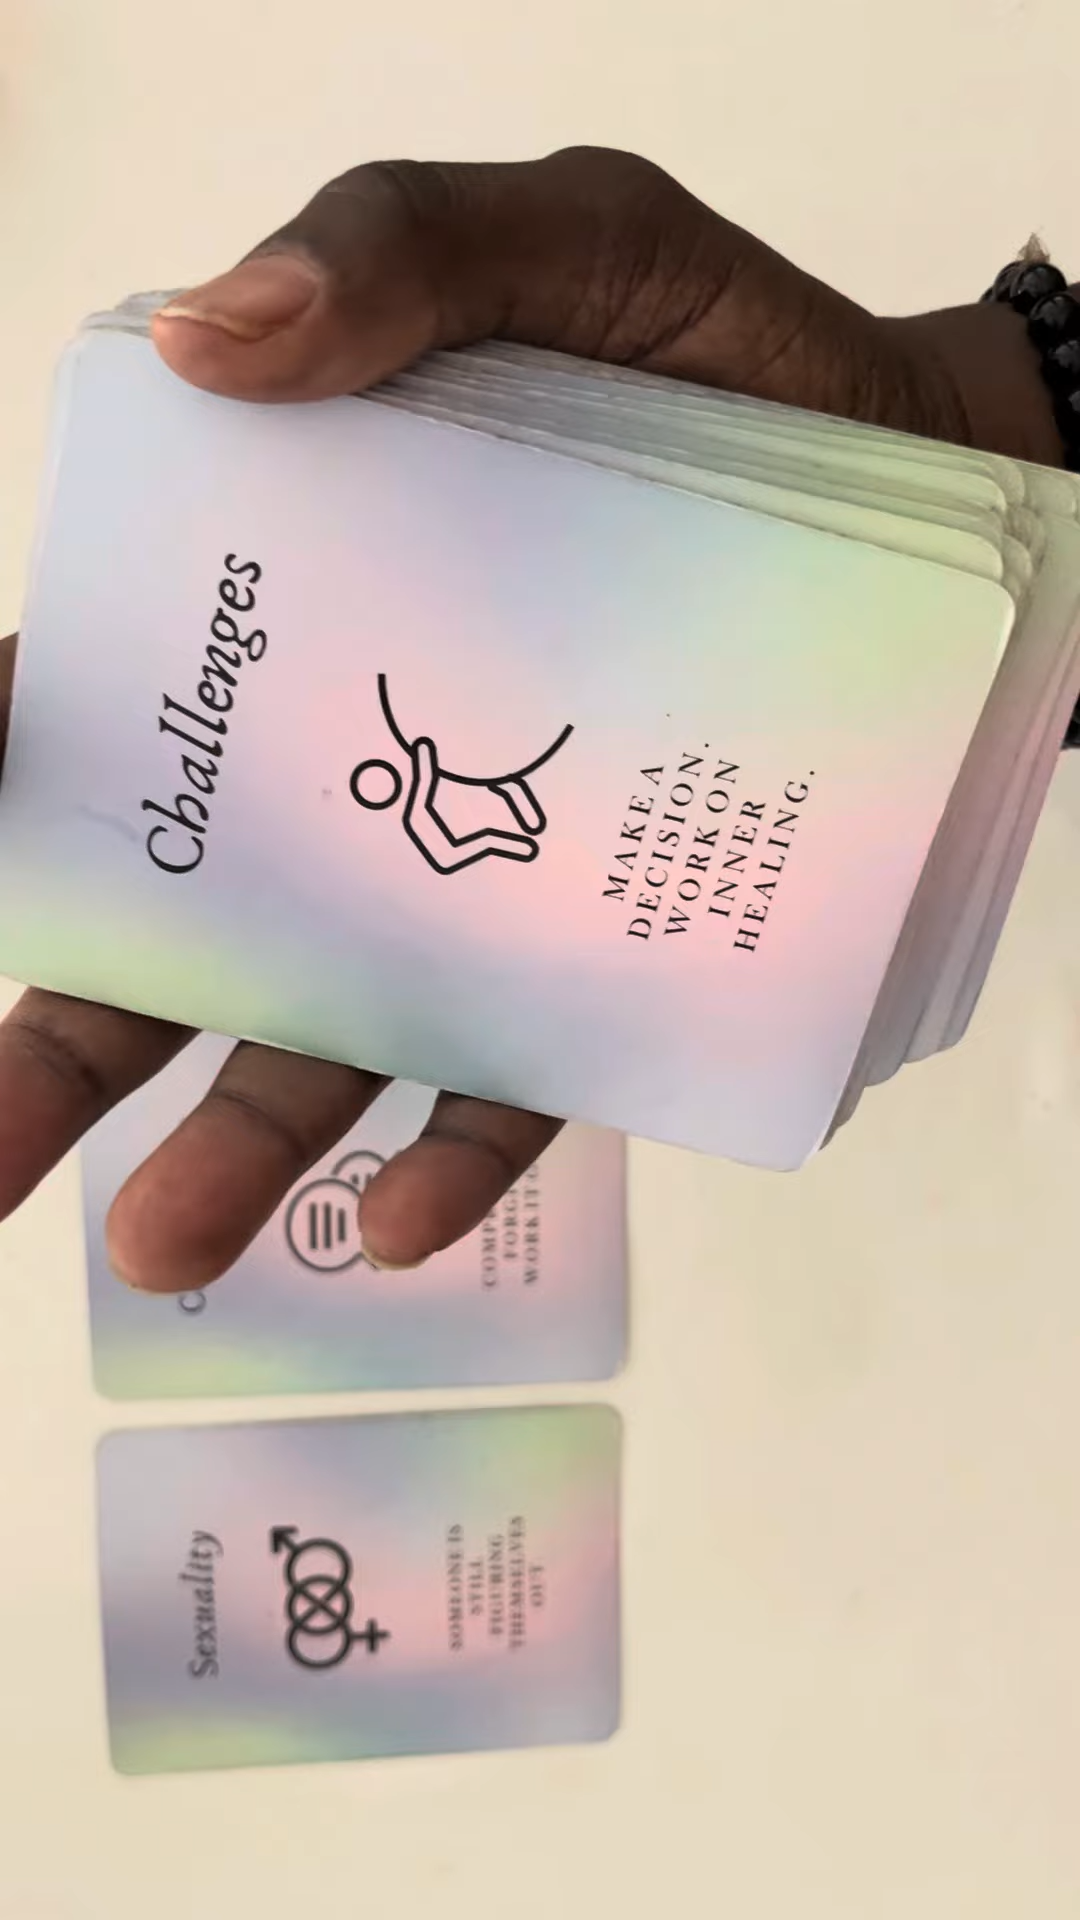 Challenges
MAKE A
DECISION.
WORK ON
INNER
HEALING.
Sexuality
SOMEONE IS
STILL
FIGURING
THEMSELVES
OUT